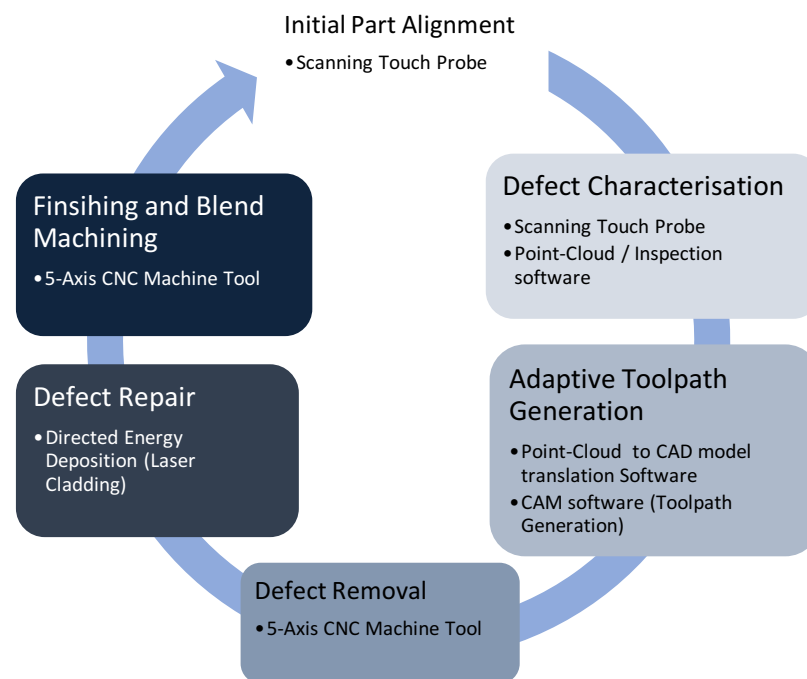 Initial Part Alignment
•Scanning Touch Probe
Defect Characterisation
•Scanning Touch Probe
•Point-Cloud / Inspection
software
Adaptive Toolpath
Generation
•Point-Cloud to CAD model
translation Software
•CAM software (Toolpath
Generation)
Defect Removal
•5-Axis CNC Machine Tool
Defect Repair
•Directed Energy
Deposition (Laser
Cladding)
Finsihing and Blend
Machining
•5-Axis CNC Machine Tool